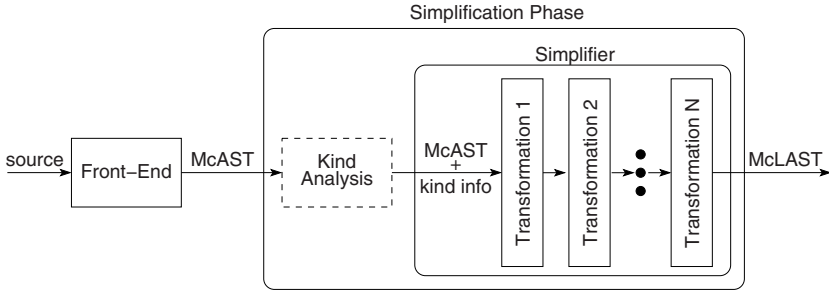 Simplification Phase
Simplifier
source
Front-End
McAST
Kind
Analysis
McAST
+
kind info
Transformation 1
Transformation 2
Transformation N
McLAST